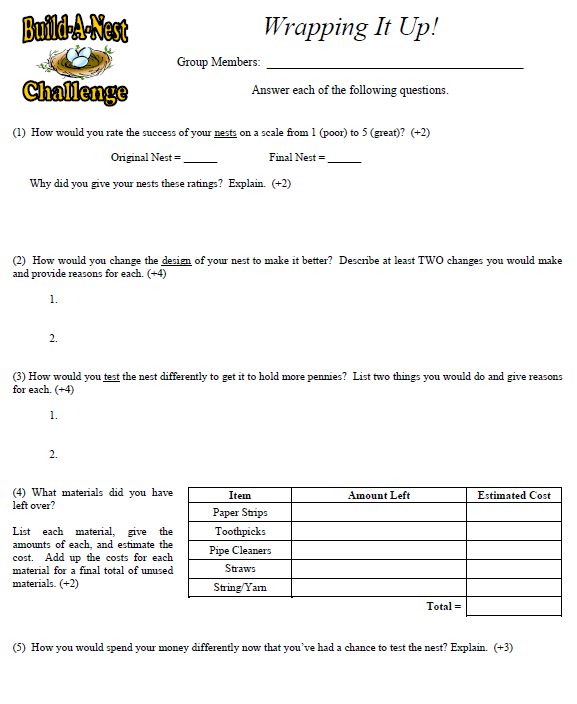 Build-A-Nest
Challenge
Wrapping It Up!
Group Members: ___
Answer each of the following questions.
(1) How would you rate the success of your nests on a scale from 1 (poor) to 5 (great)? (+2)
Original Nest = ___ Final Nest = ___
Why did you give your nests these ratings? Explain. (+2)
(2) How would you change the design of your nest to make it better? Describe at least TWO changes you would make
and provide reasons for each. (+4)
1.
2.
(3) How would you test the nest differently to get it to hold more pennies? List two things you would do and give reasons
for each. (+4)
1.
2.
(4) What materials did you have
left over?
List each material, give the
amounts of each, and estimate the
cost. Add up the costs for each
material for a final total of unused
materials. (+2)
Item Amount Left Estimated Cost
Paper Strips
Toothpicks
Pipe Cleaners
Straws
String/Yarn
Total =
(5) How you would spend your money differently now that you've had a chance to test the nest? Explain. (+3)